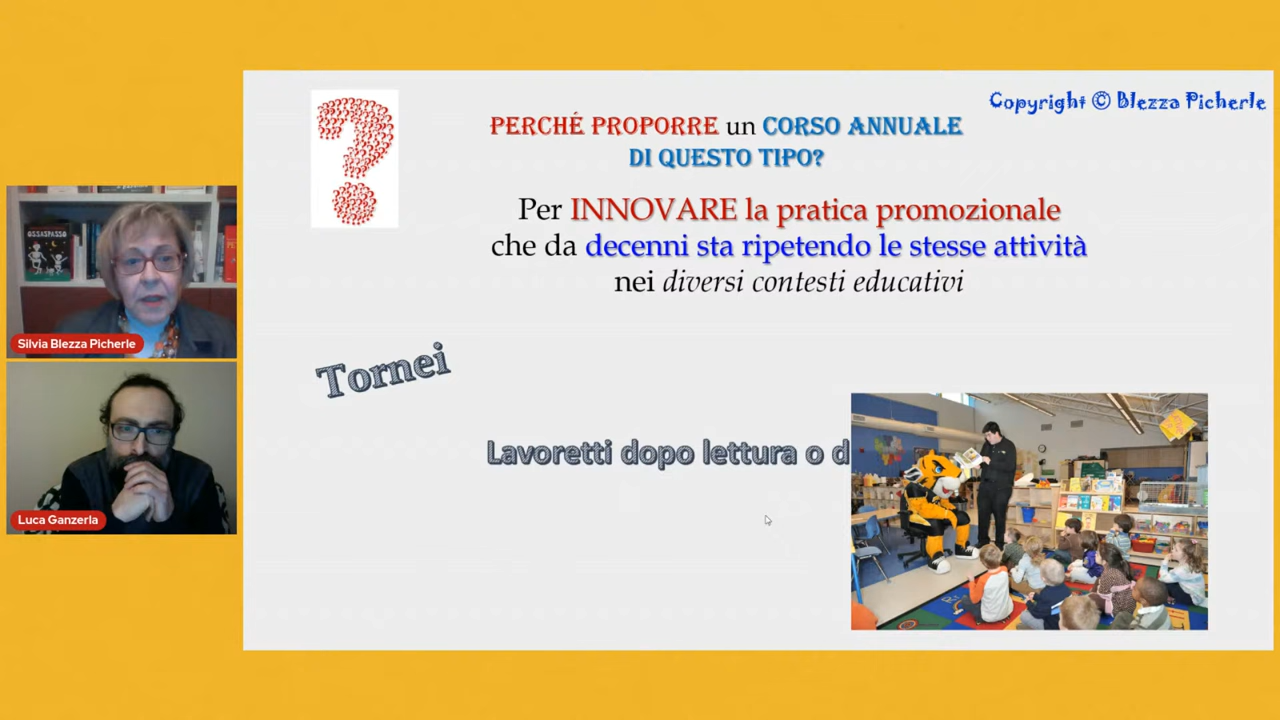 Copyright © Blezza Picherle
PERCHÉ PROPORRE un CORSO ANNUALE
DI QUESTO TIPO?
Per INNOVARE la pratica promozionale
che da decenni sta ripetendo le stesse attività
nei diversi contesti educativi
OSSASPASSO
Silvia Blezza Picherle
Tornei
Lavoretti dopo lettura o d
Luca Ganzerla